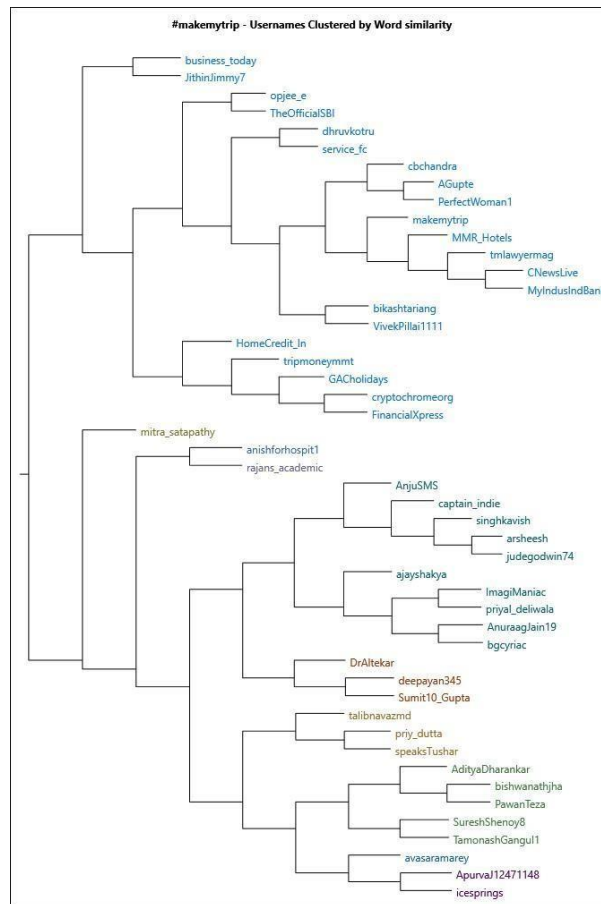 #makemytrip - Usernames Clustered by Word similarity
business_today
JithinJimmy7
opjee_e
TheOfficialSBI
dhruvkotru
service_fc
cbchandra
AGupte
PerfectWoman1
makemytrip
MMR_Hotels
tmlawyermag
CNewsLive
MyIndusIndBan
bikashtariang
VivekPillai1111
HomeCredit_In
tripmoneymmt
GACholidays
cryptochromeorg
FinancialXpress
mitra_satapathy
anishforhospit1
rajans_academic
AnjuSMS
captain_indie
singhkavish
arsheesh
judegodwin74
ajayshakya
ImagiManiac
priyal_deliwala
AnuraagJain19
bgcyriac
DrAltekar
deepayan345
Sumit10_Gupta
talibnavazmd
priy_dutta
speaksTushar
AdityaDharankar
bishwanathjha
PawanTeza
SureshShenoy8
TamonashGangul1
avasaramarey
ApurvaJ12471148
icesprings